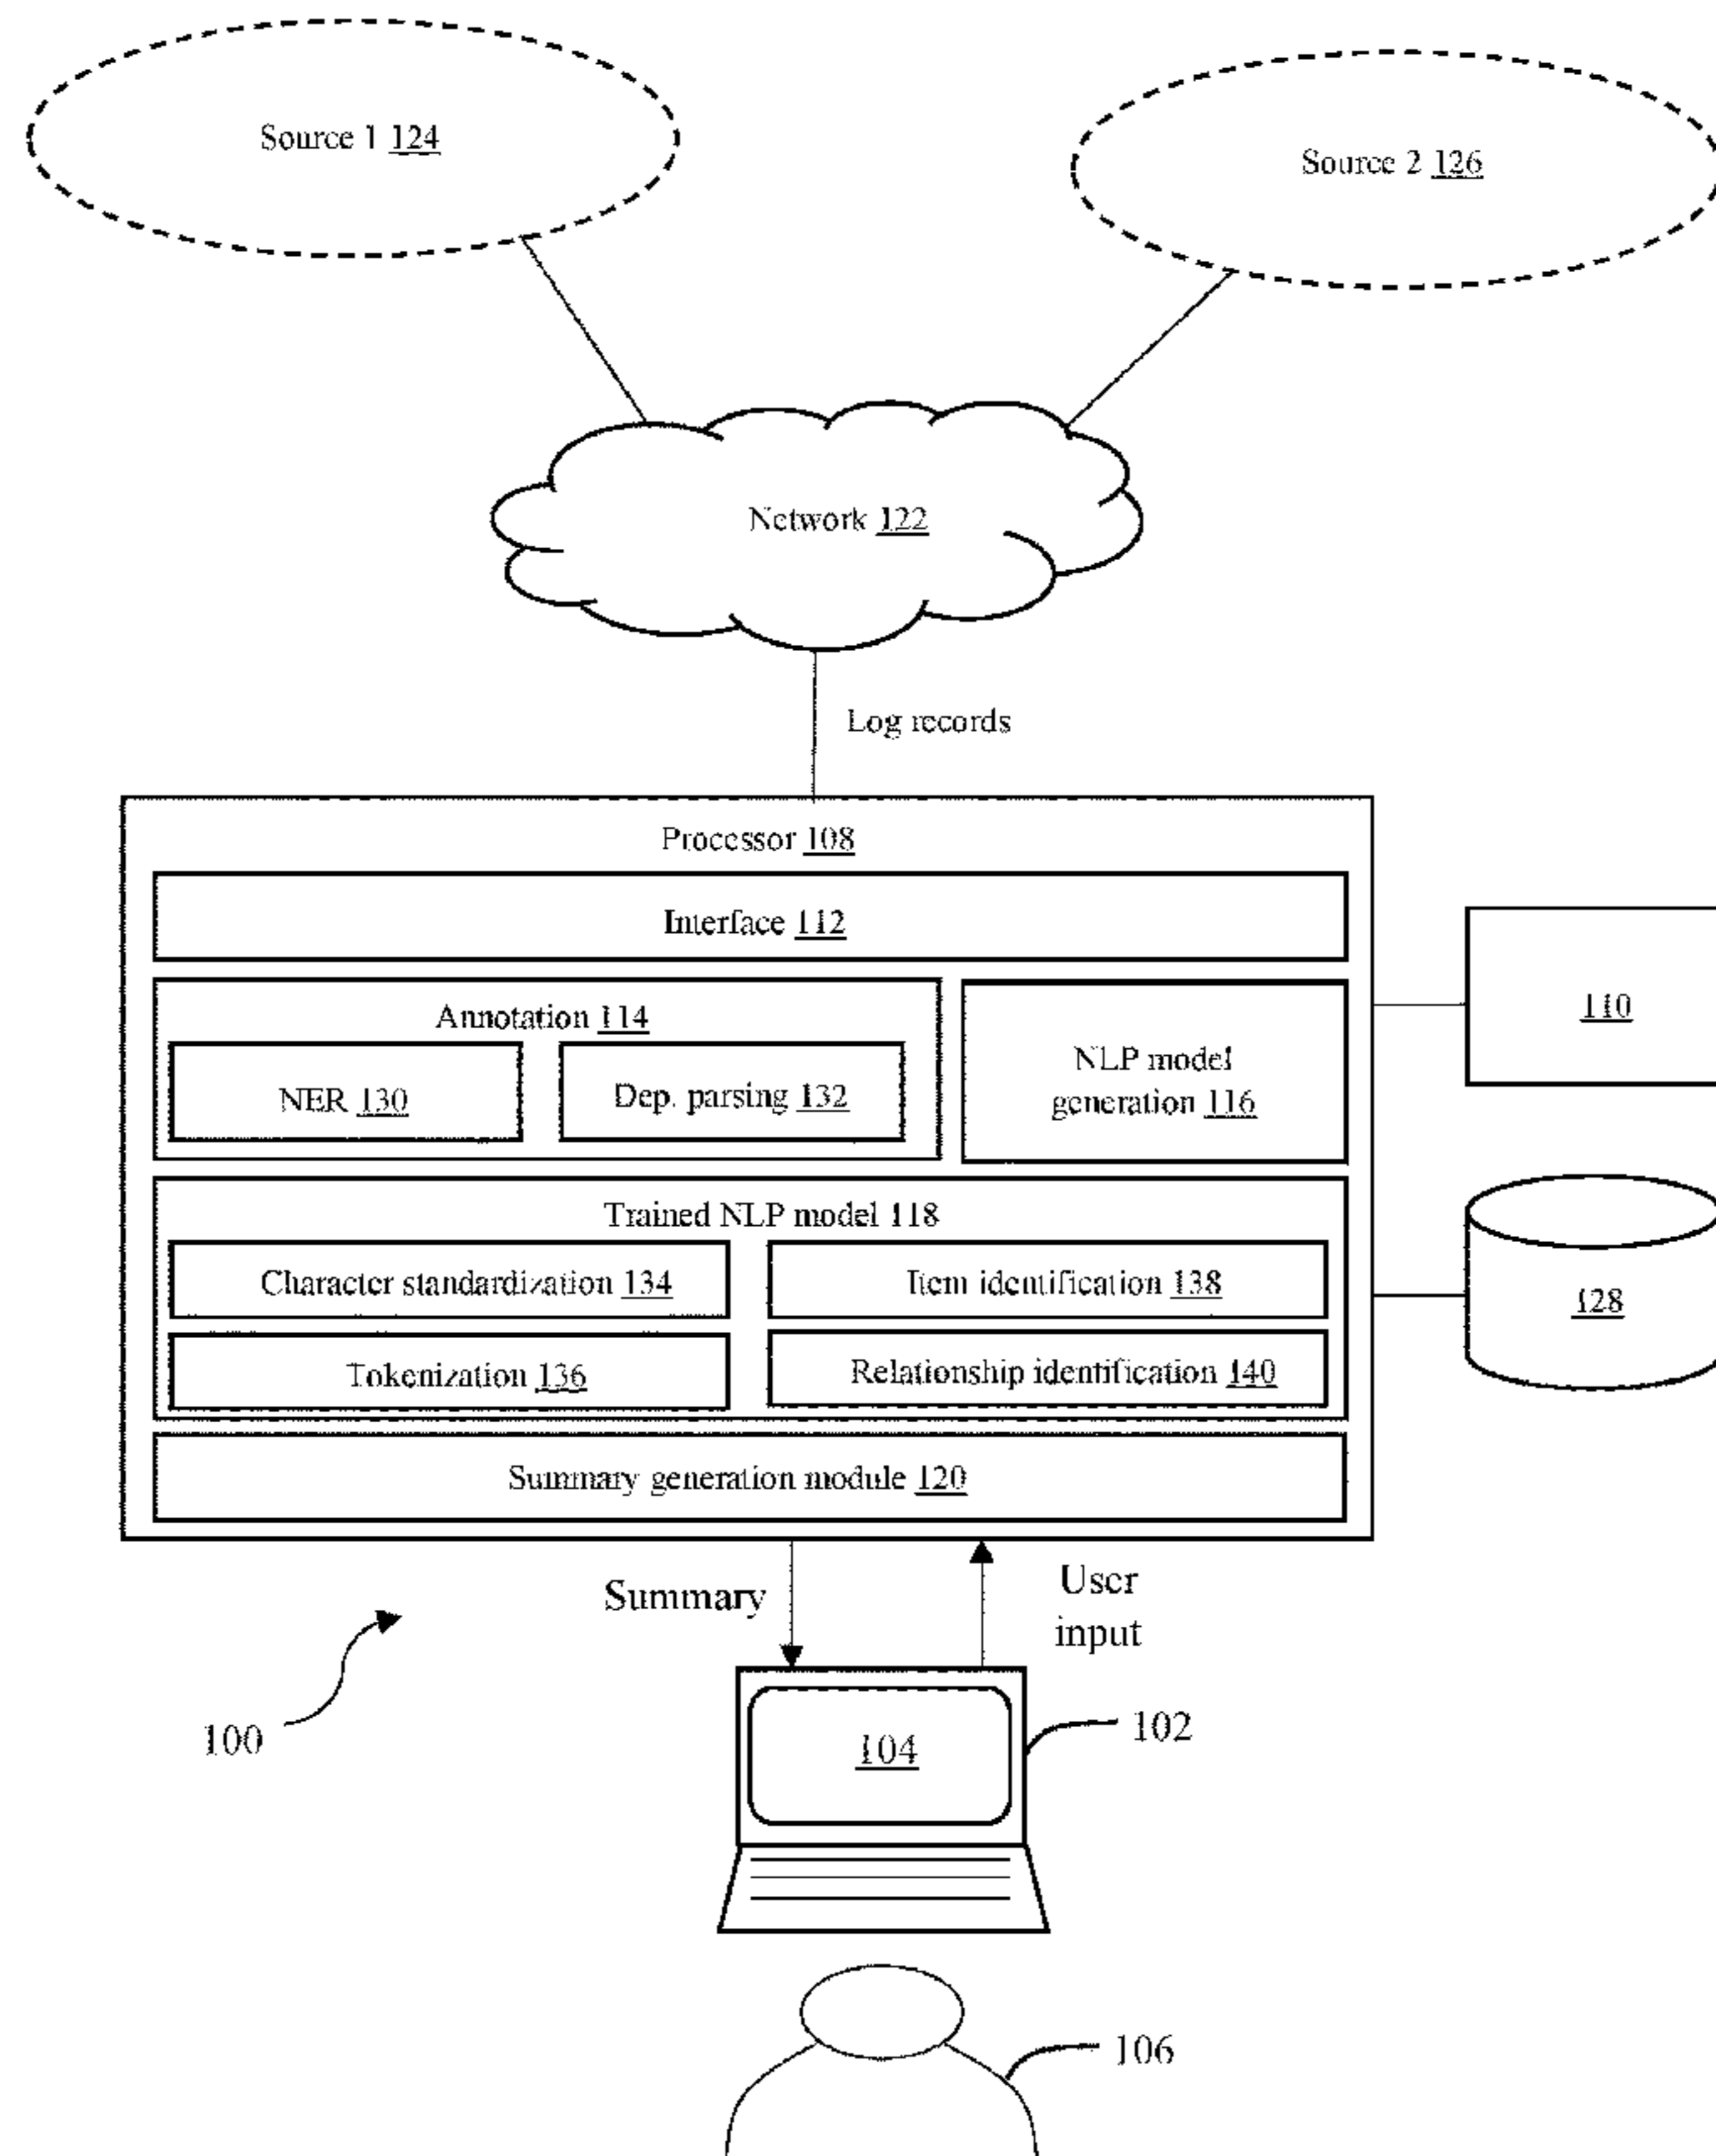 Source 1 124
Source 2 126
Network 122
Log records
Processor 108
Interface 112
Annotation 114
NER 130
Dep. parsing 132
NLP model
generation 116
110
Trained NLP model 118
Character standardization 134
Item identification 138
Tokenization 136
Relationship identification 140
128
Summary generation module 120
Summary
User
input
100
104
102
106